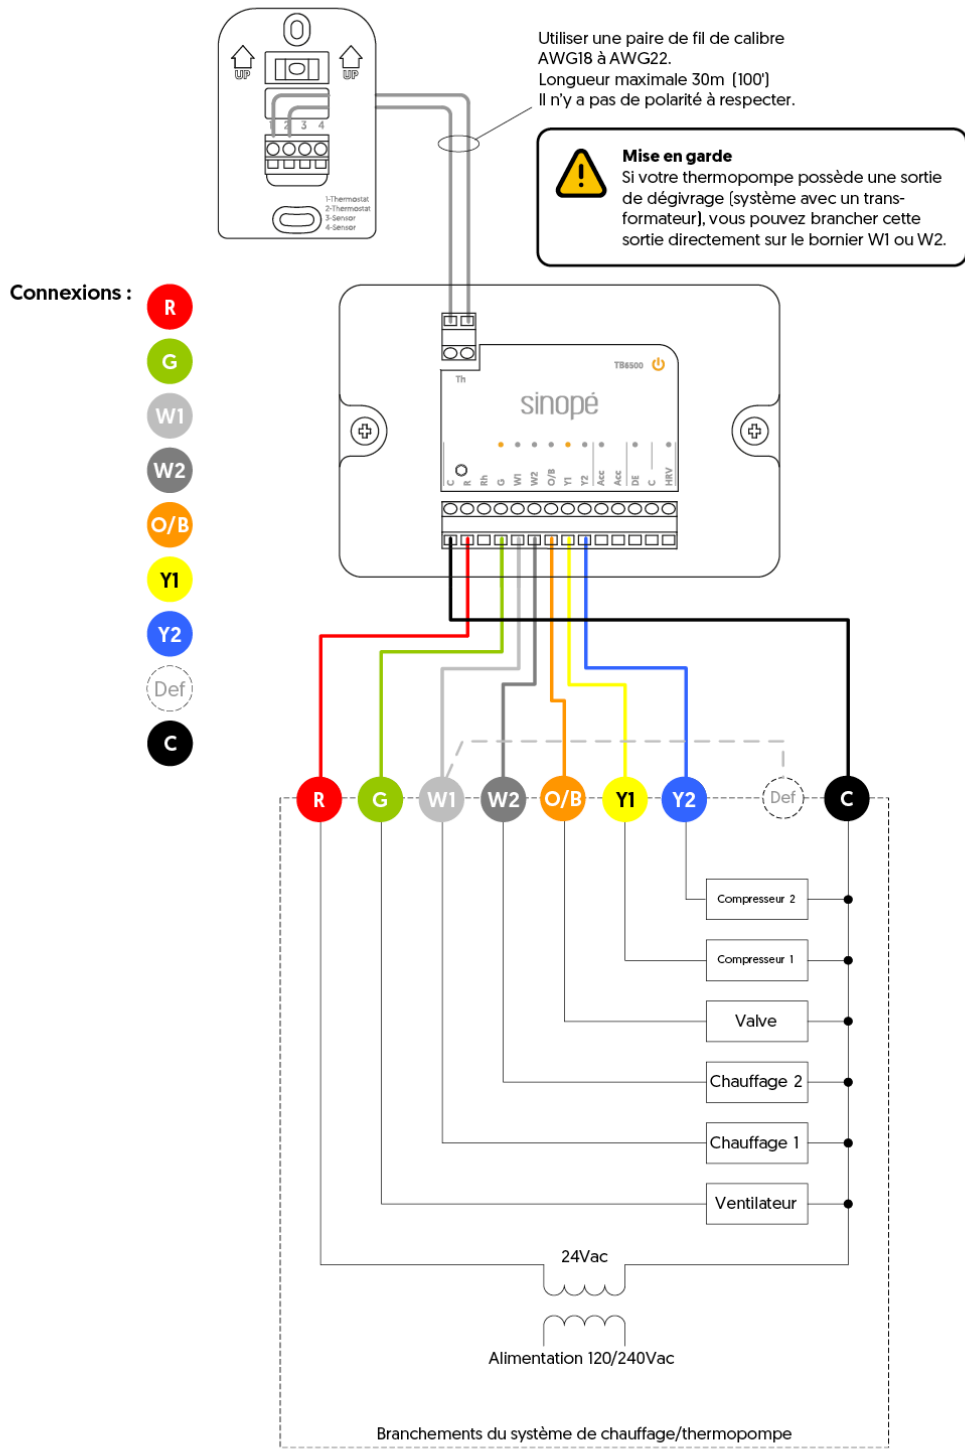 Utiliser une paire de fil de calibre
AWG18 à AWG22.
Longueur maximale 30m (100')
Il n'y a pas de polarité à respecter.
UP
UP
1 2 3 4
1-Thermostat
2-Thermostat
3-Sensor
4-Sensor
Mise en garde
Si votre thermopompe possède une sortie
de dégivrage (système avec un trans-
formateur), vous pouvez brancher cette
sortie directement sur le bornier W1 ou W2.
Connexions :
R
G
W1
W2
O/B
Y1
Y2
Def
C
Th
TB6500
sinopé
C R Rh G W1 W2 O/B Y1 Y2 Acc Acc DE C HRV
R G W1 W2 O/B Y1 Y2 Def C
Compresseur 2
Compresseur 1
Valve
Chauffage 2
Chauffage 1
Ventilateur
24Vac
Alimentation 120/240Vac
Branchements du système de chauffage/thermopompe